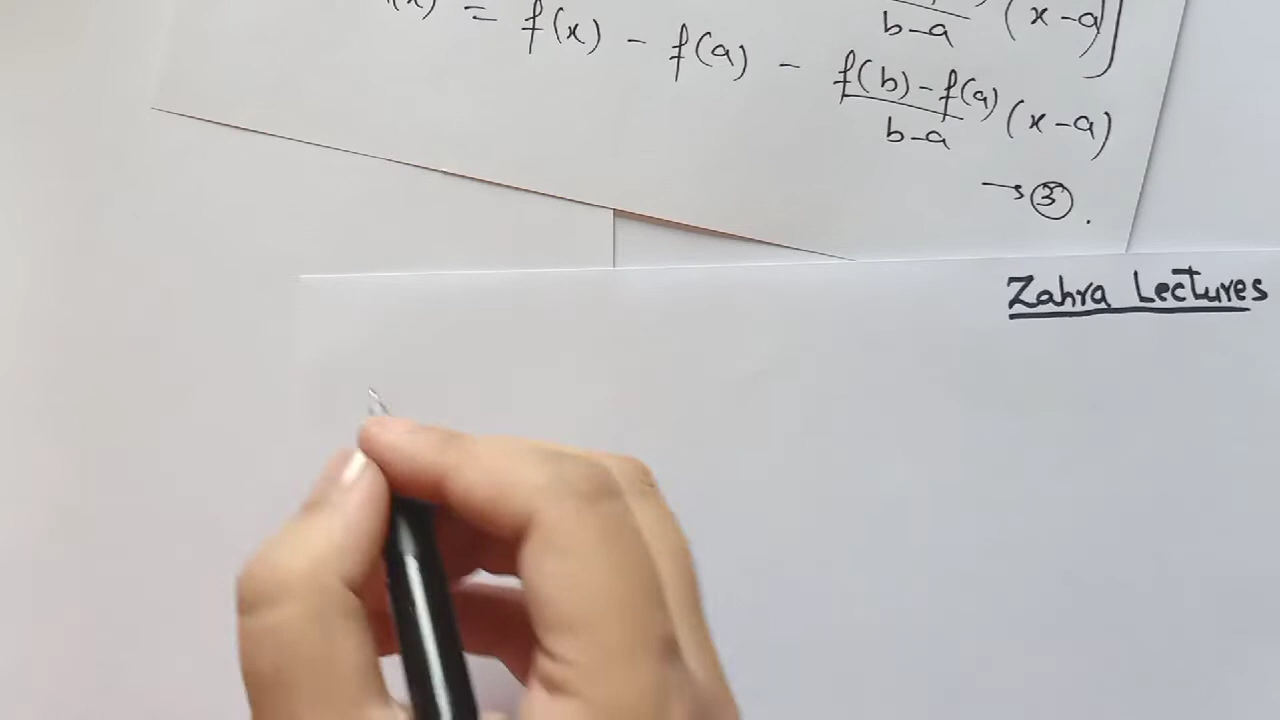 (x) = f(x) - f(a) - f(b) - f(a) / b-a (x-a)
b-a (x-a)]
→ ③ .
Zahra Lectures